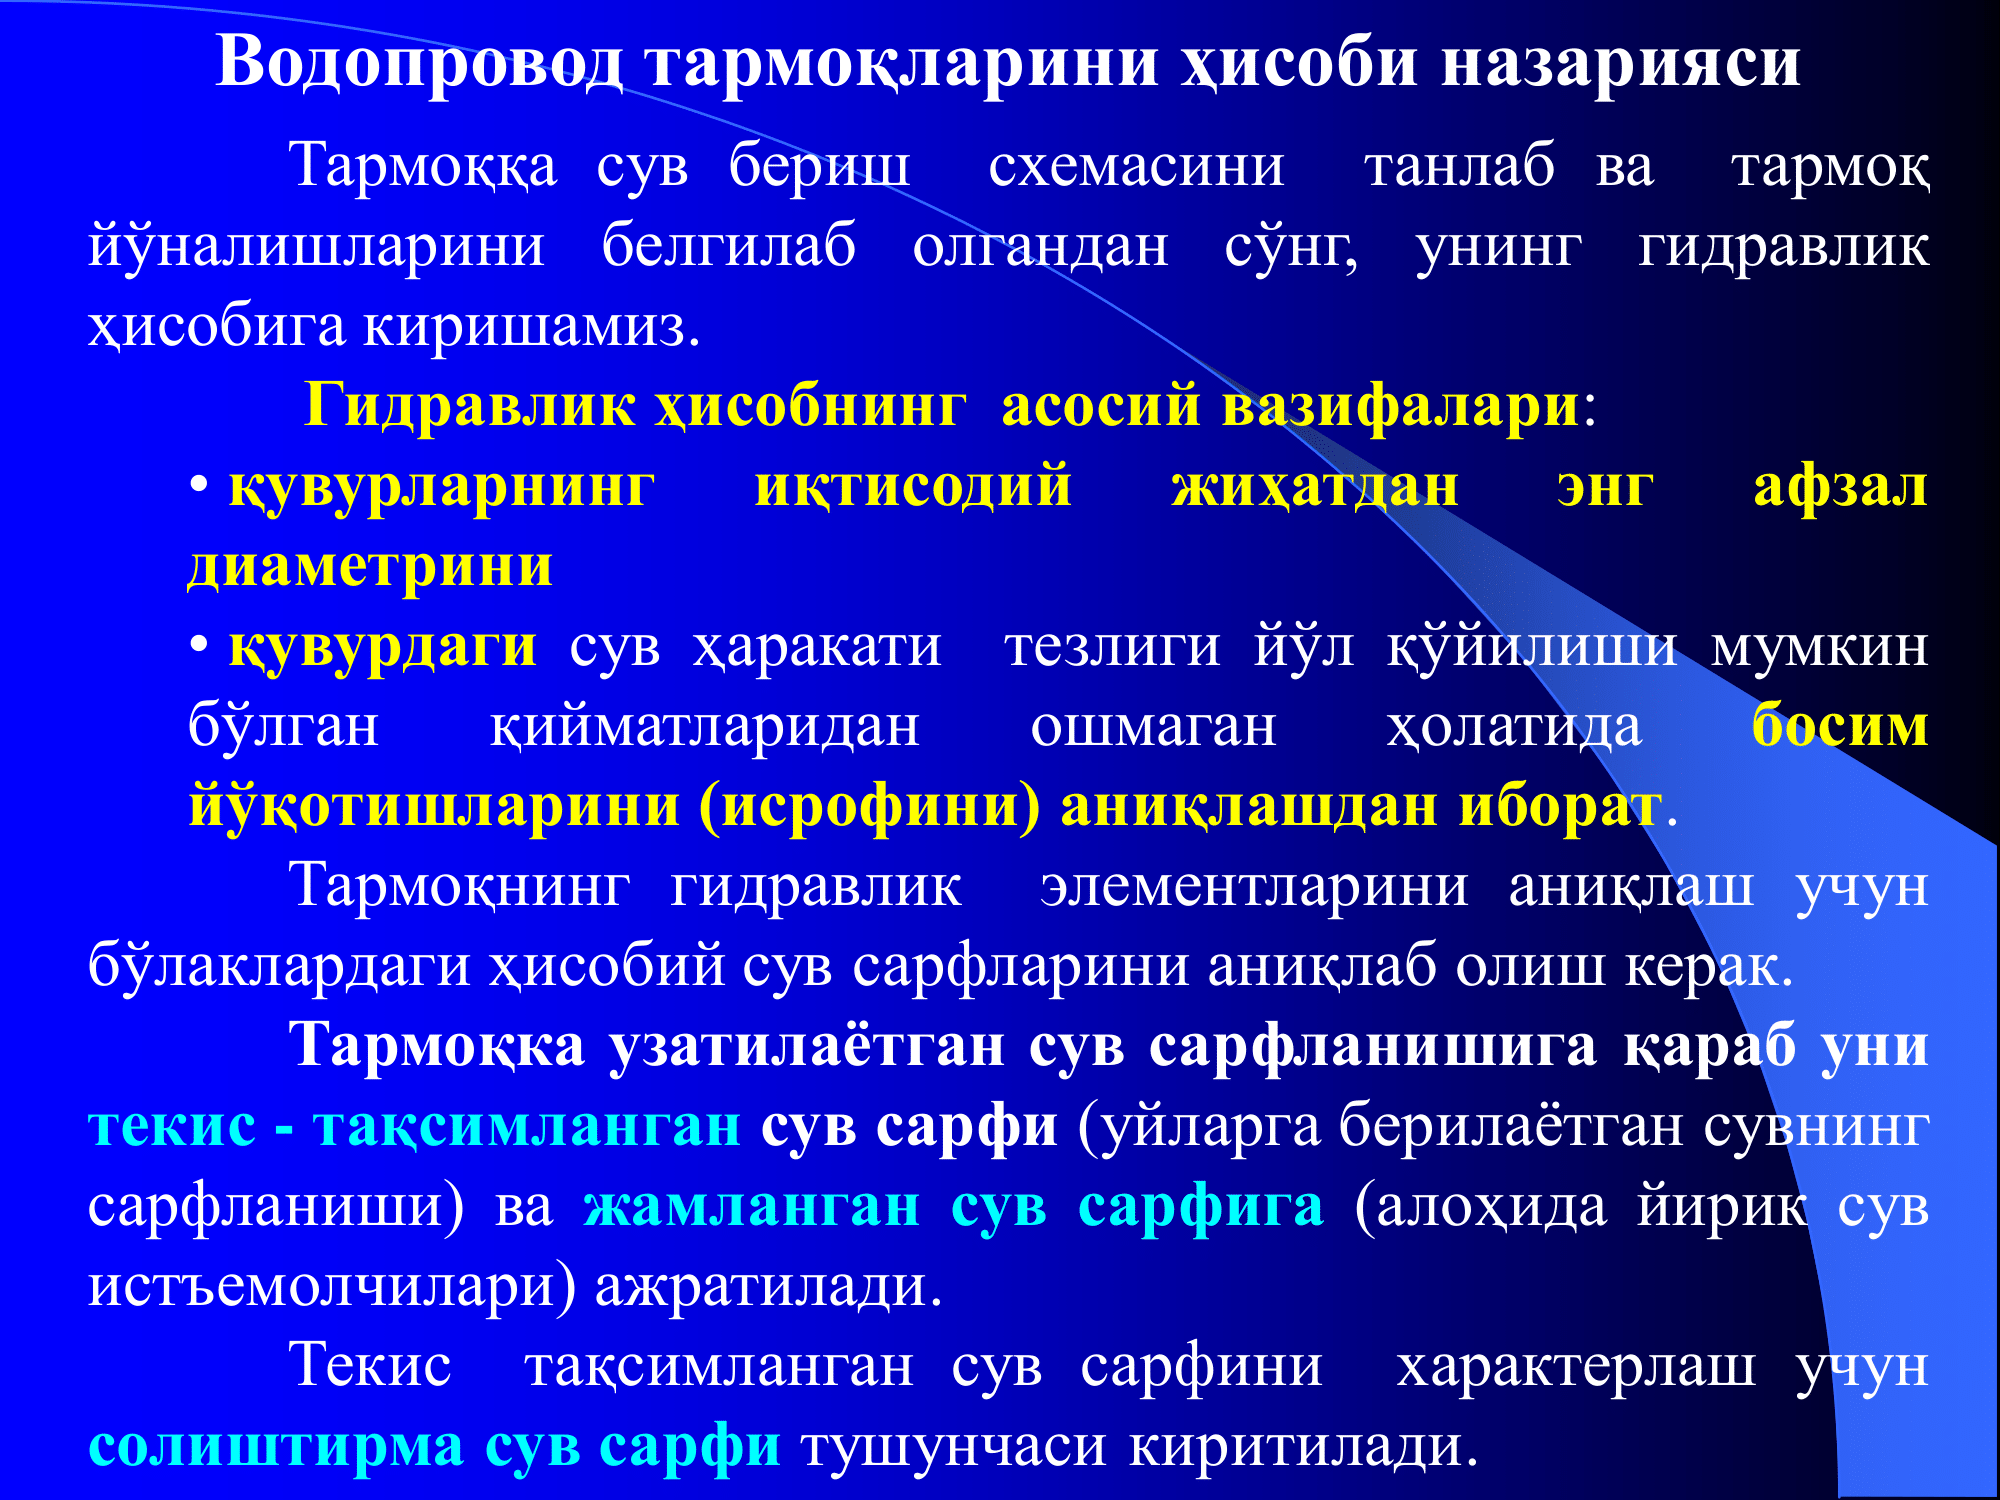 Водопровод тармоқларини ҳисоби назарияси
Тармоққа сув бериш схемасини танлаб ва тармоқ
йўналишларини белгилаб олгандан сўнг, унинг гидравлик
ҳисобига киришамиз.
Гидравлик ҳисобнинг асосий вазифалари:
• қувурларнинг иқтисодий жиҳатдан энг афзал
диаметрини
• қувурдаги сув ҳаракати тезлиги йўл қўйилиши мумкин
бўлган қийматларидан ошмаган ҳолатида босим
йўқотишларини (исрофини) аниқлашдан иборат.
Тармоқнинг гидравлик элементларини аниқлаш учун
бўлаклардаги ҳисобий сув сарфларини аниқлаб олиш керак.
Тармоқка узатилаётган сув сарфланишига қараб уни
текис - тақсимланган сув сарфи (уйларга берилаётган сувнинг
сарфланиши) ва жамланган сув сарфига (алоҳида йирик сув
истъемолчилари) ажратилади.
Текис тақсимланган сув сарфини характерлаш учун
солиштирма сув сарфи тушунчаси киритилади.